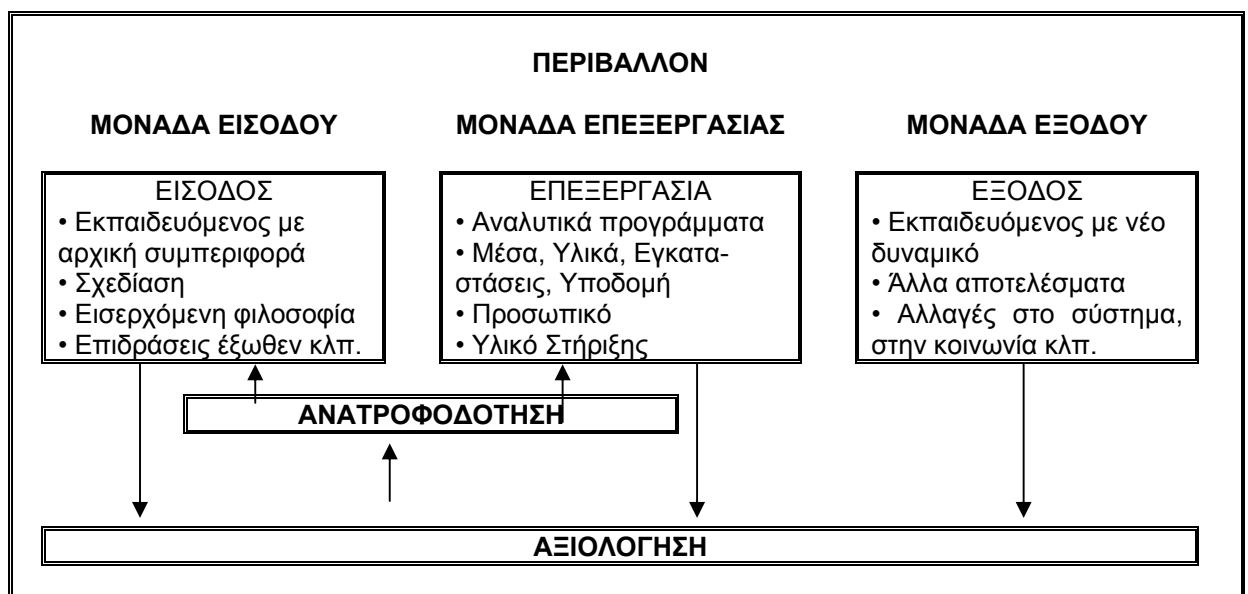 ΠΕΡΙΒΑΛΛΟΝ
ΜΟΝΑΔΑ ΕΙΣΟΔΟΥ
ΜΟΝΑΔΑ ΕΠΕΞΕΡΓΑΣΙΑΣ
ΜΟΝΑΔΑ ΕΞΟΔΟΥ
ΕΙΣΟΔΟΣ
• Εκπαιδευόμενος με
αρχική συμπεριφορά
• Σχεδίαση
• Εισερχόμενη φιλοσοφία
• Επιδράσεις έξωθεν κλπ.
ΕΠΕΞΕΡΓΑΣΙΑ
• Αναλυτικά προγράμματα
• Μέσα, Υλικά, Εγκατα-
στάσεις, Υποδομή
• Προσωπικό
• Υλικό Στήριξης
ΕΞΟΔΟΣ
• Εκπαιδευόμενος με νέο
δυναμικό
• Άλλα αποτελέσματα
• Αλλαγές στο σύστημα,
στην κοινωνία κλπ.
ΑΝΑΤΡΟΦΟΔΟΤΗΣΗ
ΑΞΙΟΛΟΓΗΣΗ